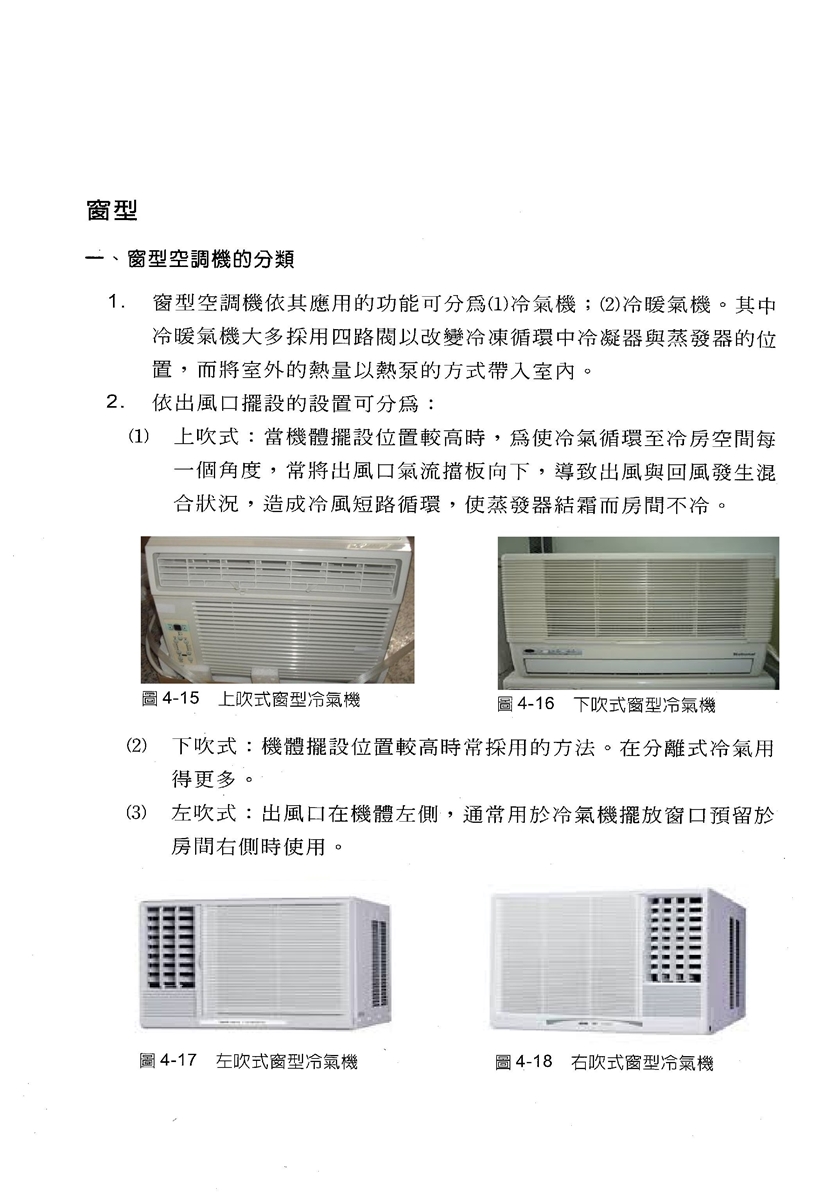 窗型
一、窗型空調機的分類
1. 窗型空調機依其應用的功能可分爲⑴冷氣機；⑵冷暖氣機。其中
冷暖氣機大多採用四路閥以改變冷凍循環中冷凝器與蒸發器的位
置，而將室外的熱量以熱泵的方式帶入室內。
2. 依出風口擺設的設置可分爲：
⑴ 上吹式：當機體擺設位置較高時，爲使冷氣循環至冷房空間每
一個角度，常將出風口氣流擋板向下，導致出風與回風發生混
合狀況，造成冷風短路循環，使蒸發器結霜而房間不冷。
National
圖 4-15 上吹式窗型冷氣機
圖 4-16 下吹式窗型冷氣機
⑵ 下吹式：機體擺設位置較高時常採用的方法。在分離式冷氣用
得更多。
⑶ 左吹式：出風口在機體左側，通常用於冷氣機擺放窗口預留於
房間右側時使用。
圖 4-17 左吹式窗型冷氣機
圖 4-18 右吹式窗型冷氣機